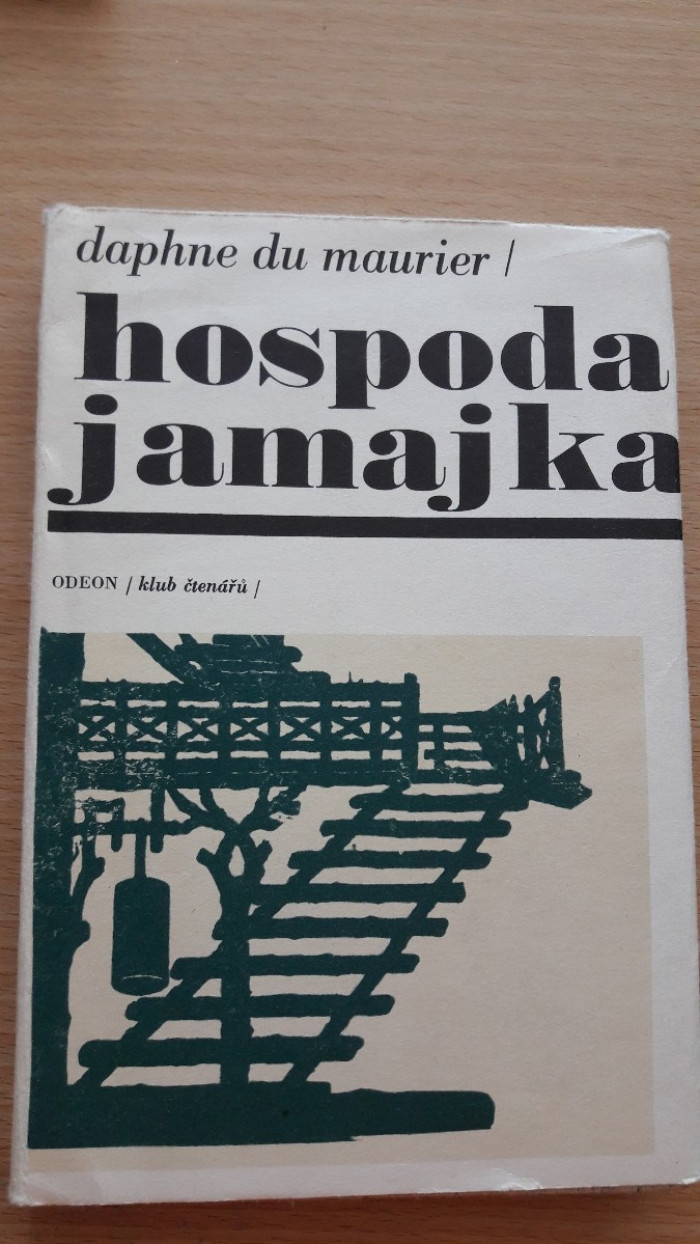 daphne du maurier /
hospoda
jamajka
ODEON / klub čtenářů /